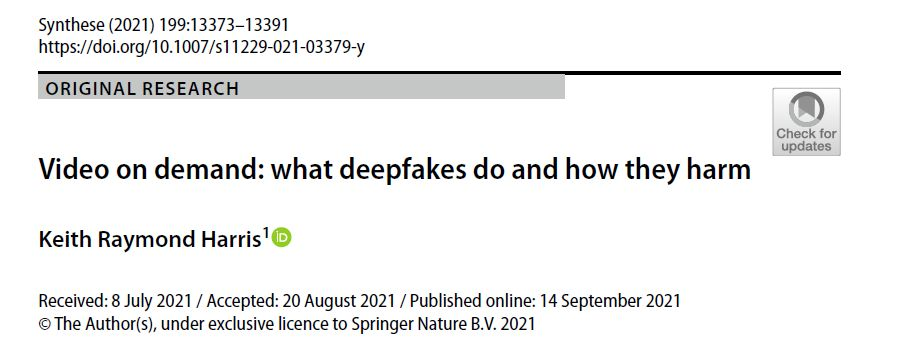 Synthese (2021) 199:13373–13391
https://doi.org/10.1007/s11229-021-03379-y
ORIGINAL RESEARCH
Check for
updates
Video on demand: what deepfakes do and how they harm
Keith Raymond Harris1 iD
Received: 8 July 2021 / Accepted: 20 August 2021 / Published online: 14 September 2021
© The Author(s), under exclusive licence to Springer Nature B.V. 2021